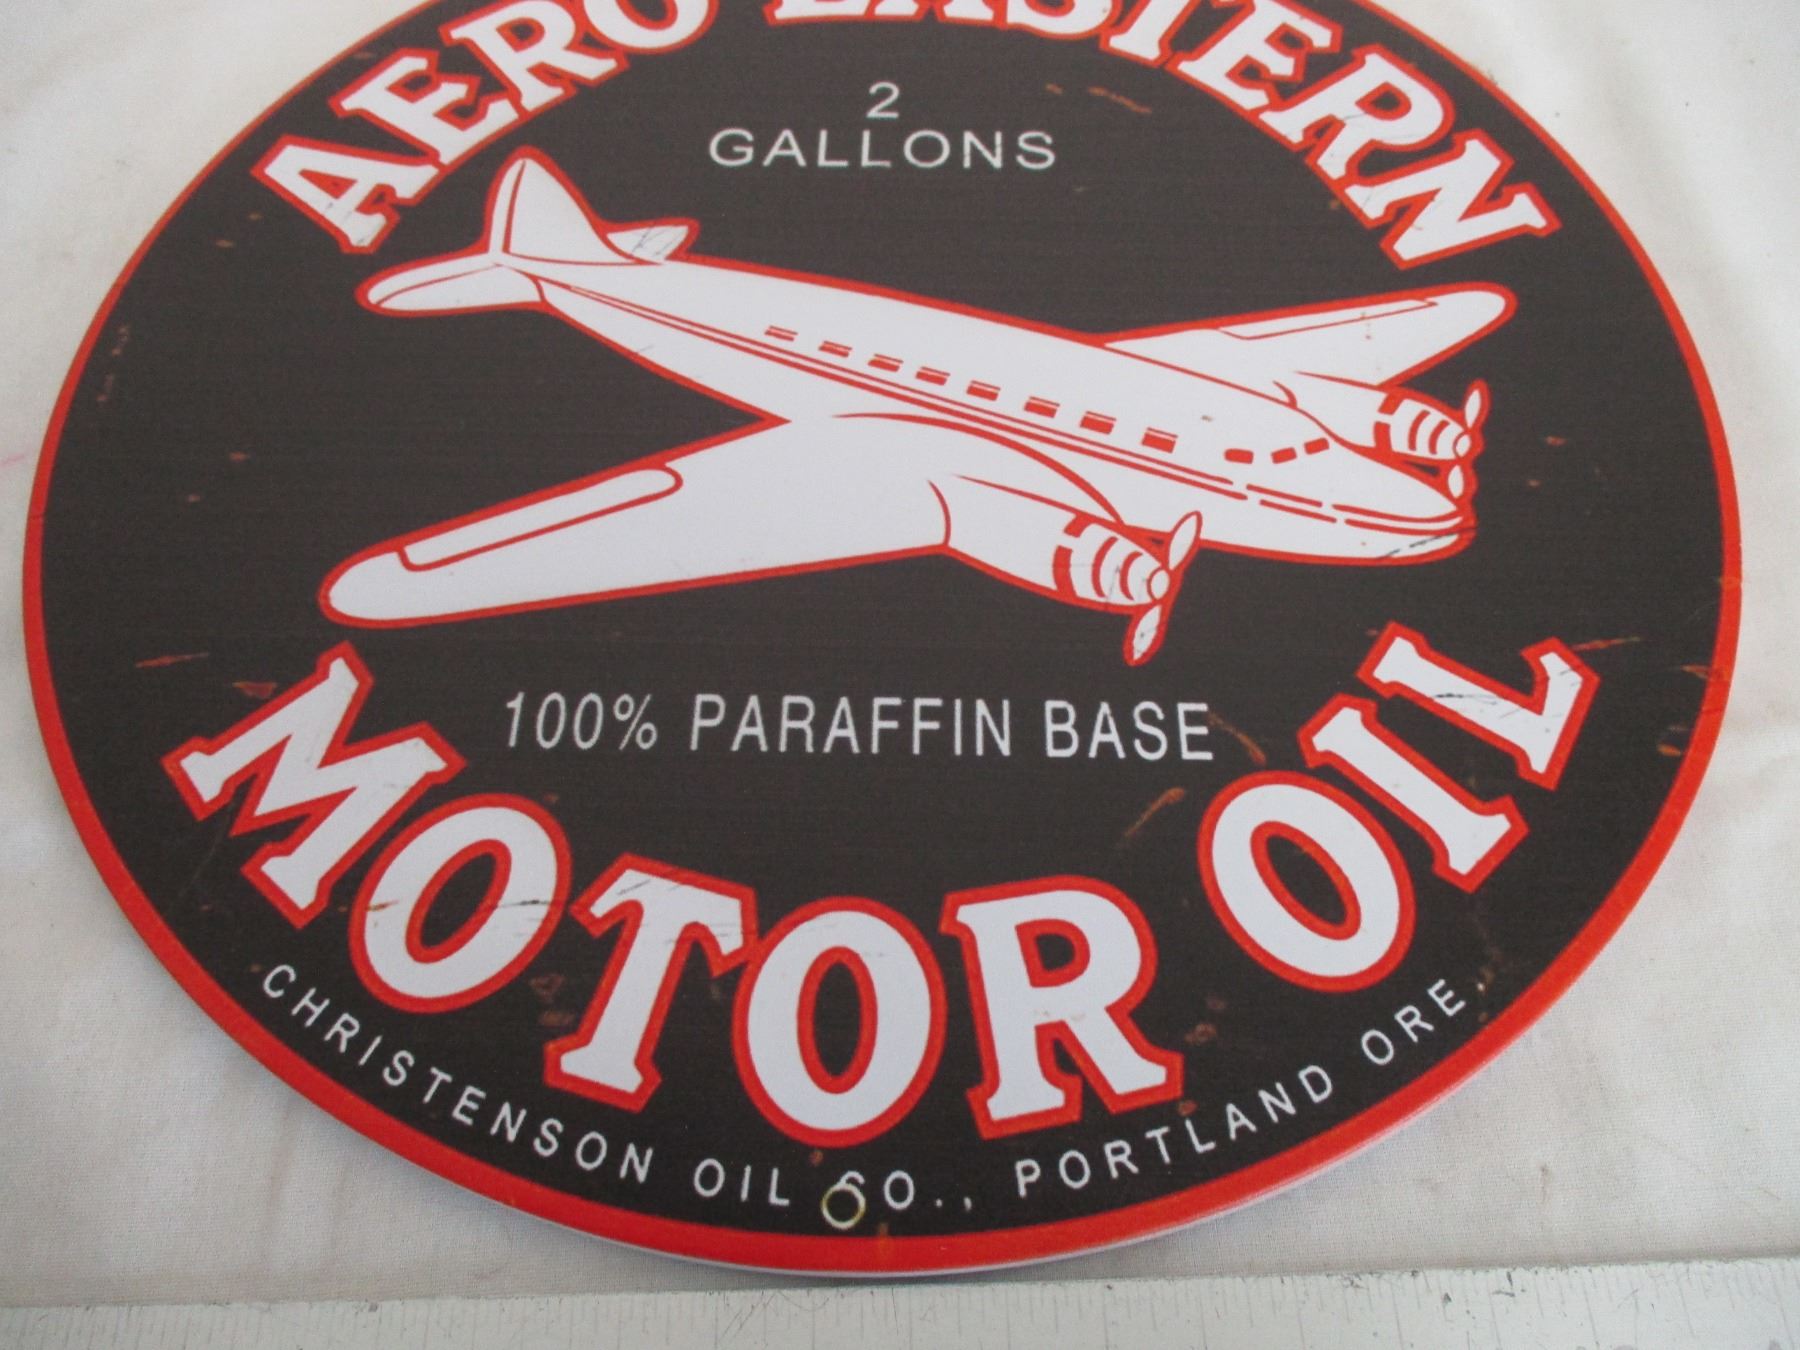 AERO EASTERN
2
GALLONS
100% PARAFFIN BASE
MOTOR OIL
CHRISTENSON OIL CO., PORTLAND ORE.